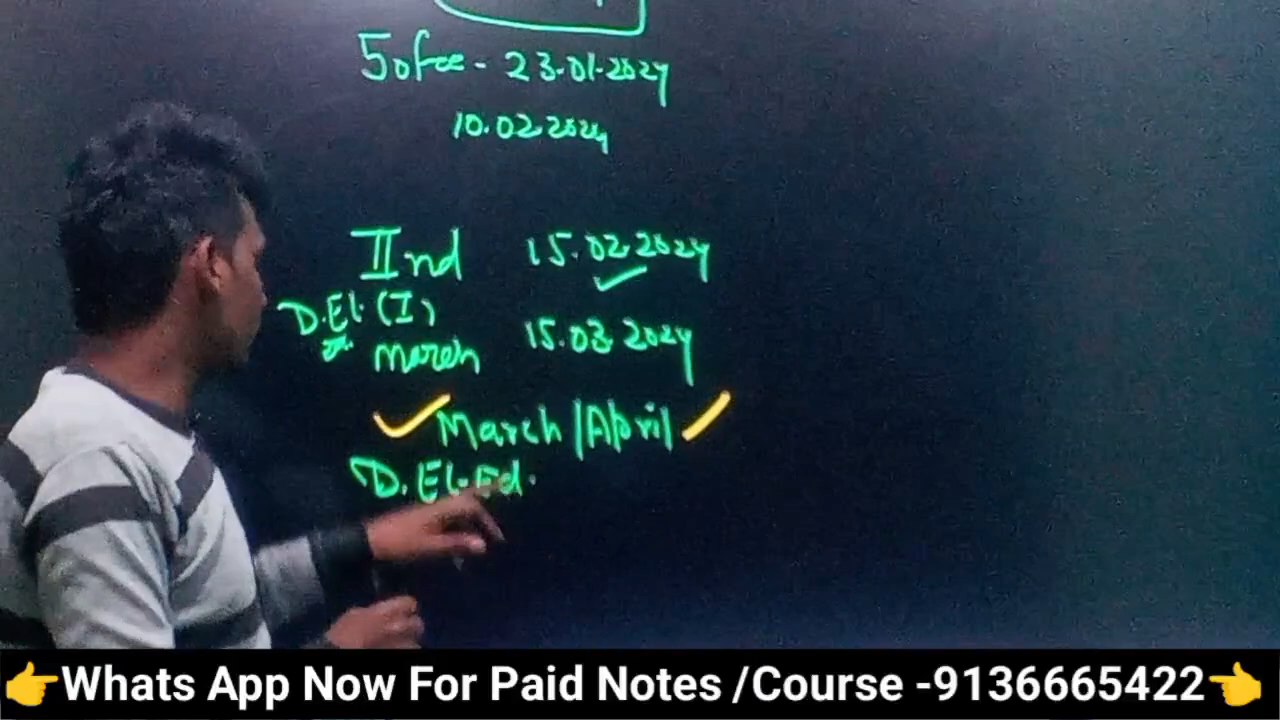 50fee - 23.01.2024
10.02.2024
IInd 15.02.2024
D.El. (I)
march 15.03.2024
March/April
D.El.Ed.
👉Whats App Now For Paid Notes /Course -9136665422👈